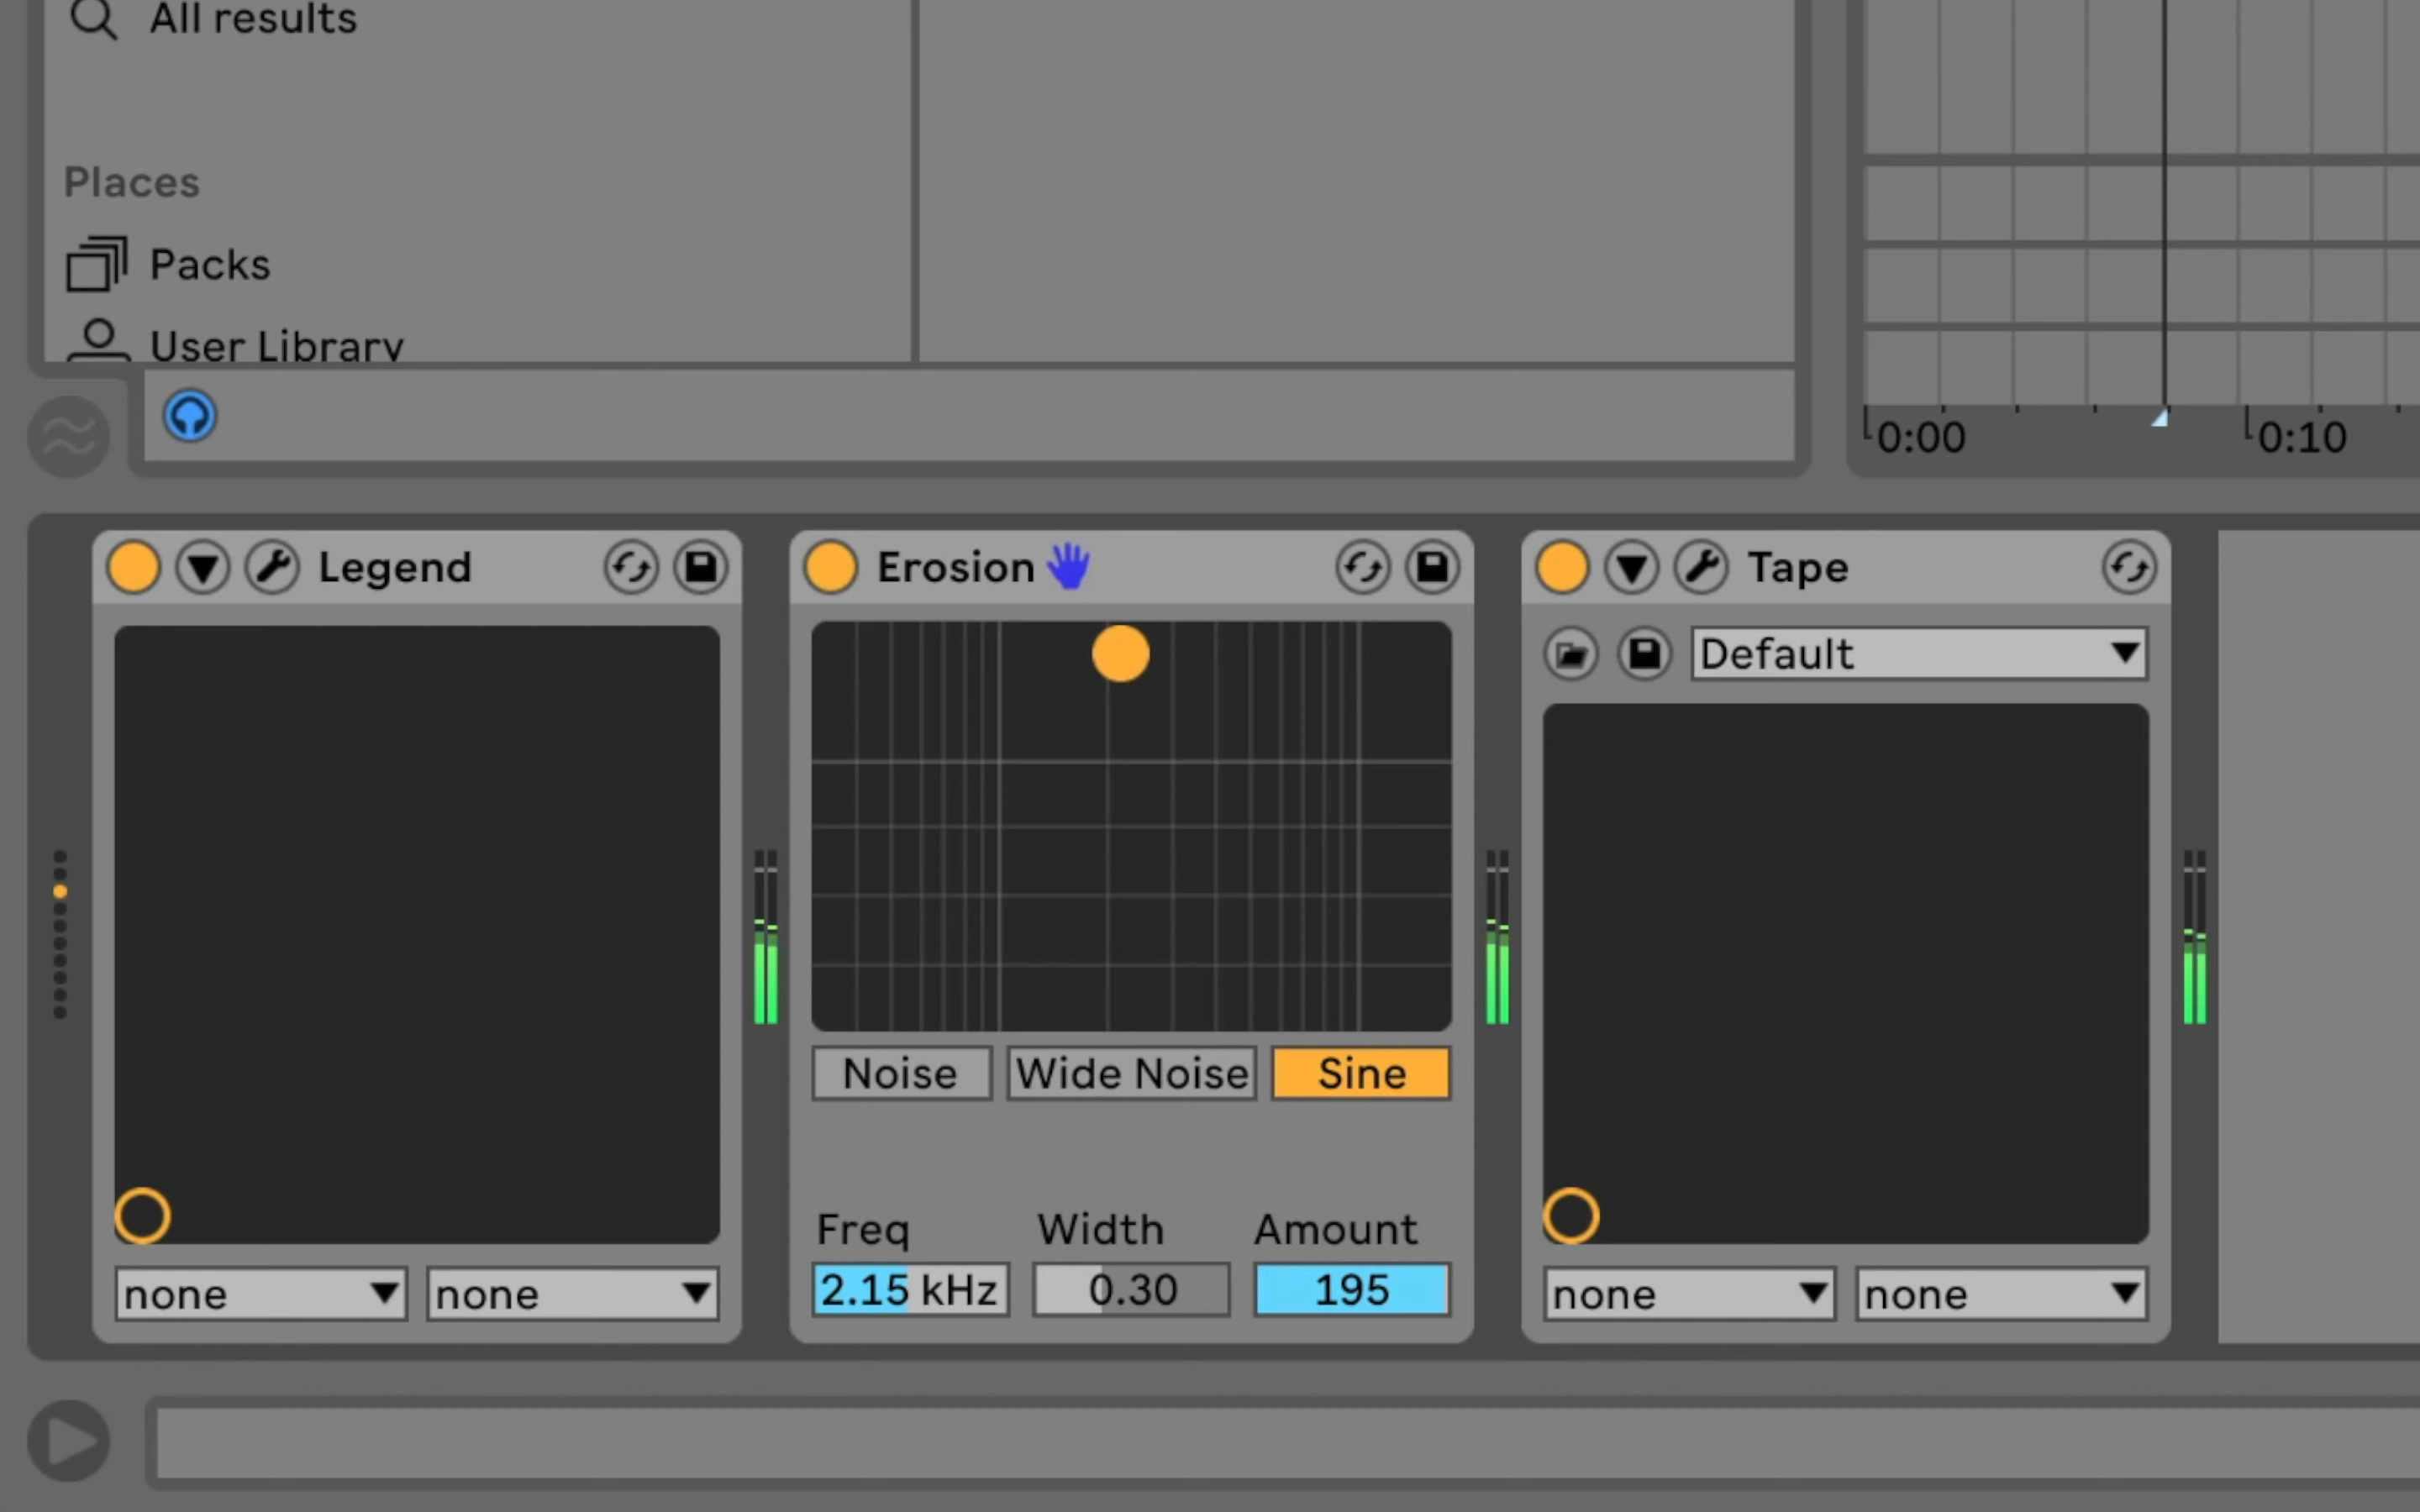 All results
Places
Packs
User Library
0:00
0:10
Legend
Erosion
Tape
Default
Noise
Wide Noise
Sine
Freq
Width
Amount
none
none
2.15 kHz
0.30
195
none
none